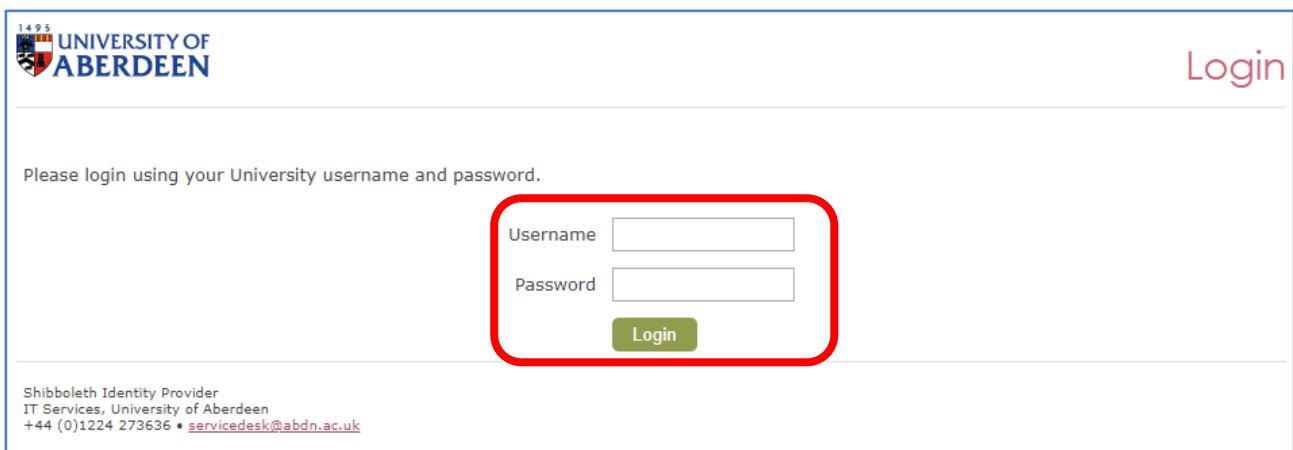 1495
UNIVERSITY OF
ABERDEEN
Login
Please login using your University username and password.
Username
Password
Login
Shibboleth Identity Provider
IT Services, University of Aberdeen
+44 (0)1224 273636 • servicedesk@abdn.ac.uk